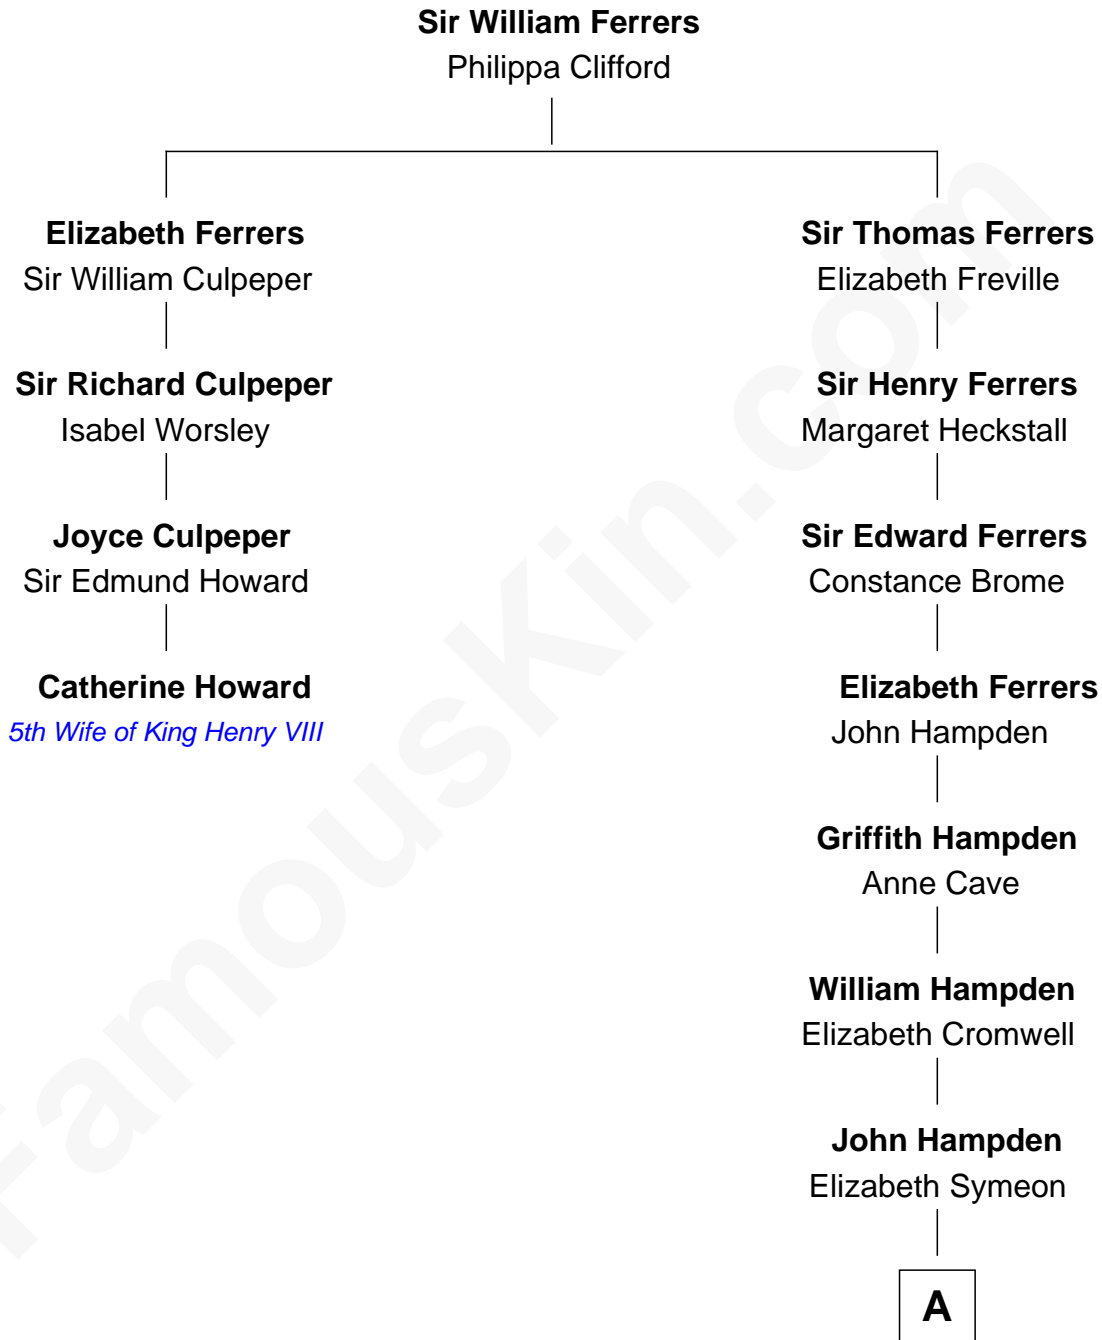 Sir William Ferrers
Philippa Clifford
Elizabeth Ferrers
Sir William Culpeper
Sir Thomas Ferrers
Elizabeth Freville
Sir Richard Culpeper
Isabel Worsley
Sir Henry Ferrers
Margaret Heckstall
Joyce Culpeper
Sir Edmund Howard
Sir Edward Ferrers
Constance Brome
Catherine Howard
5th Wife of King Henry VIII
Elizabeth Ferrers
John Hampden
Griffith Hampden
Anne Cave
William Hampden
Elizabeth Cromwell
John Hampden
Elizabeth Symeon
A
FamousKin.com